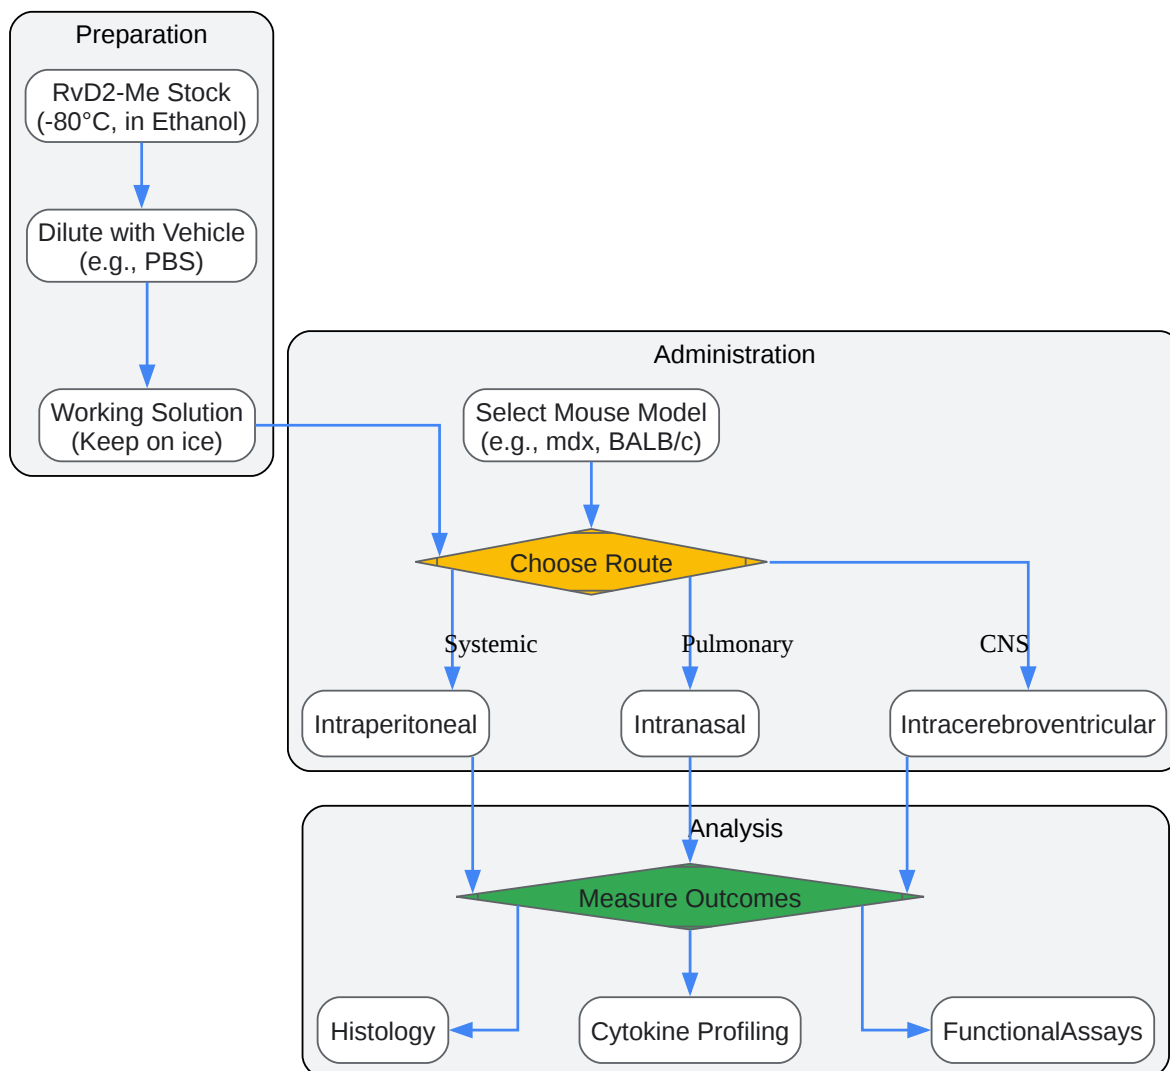 Preparation
RvD2-Me Stock
(-80°C, in Ethanol)
Dilute with Vehicle
(e.g., PBS)
Working Solution
(Keep on ice)
Administration
Select Mouse Model
(e.g., mdx, BALB/c)
Choose Route
Systemic
Pulmonary
CNS
Intraperitoneal
Intranasal
Intracerebroventricular
Analysis
Measure Outcomes
Histology
Cytokine Profiling
FunctionalAssays